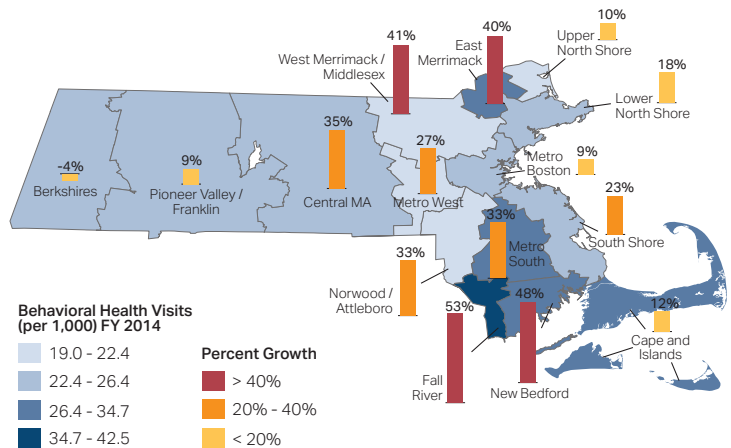 10%
Upper
North Shore
41%
40%
West Merrimack /
Middlesex
East
Merrimack
18%
Lower
North Shore
35%
27%
Metro
Boston
9%
-4%
Berkshires
9%
Pioneer Valley /
Franklin
Central MA
Metro West
23%
South Shore
33%
Metro
South
33%
Norwood /
Attleboro
53%
Fall
River
48%
New Bedford
12%
Cape and
Islands
Behavioral Health Visits
(per 1,000) FY 2014
19.0 - 22.4
22.4 - 26.4
26.4 - 34.7
34.7 - 42.5
Percent Growth
> 40%
20% - 40%
< 20%